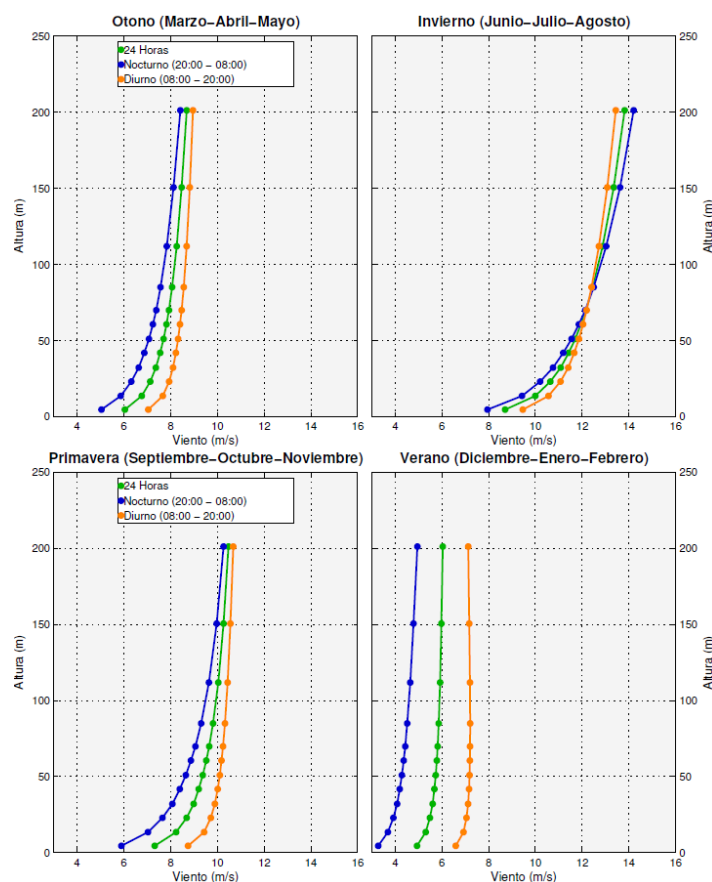 Otono (Marzo−Abril−Mayo)
Invierno (Junio−Julio−Agosto)
250
200
150
100
50
0
Altura (m)
24 Horas
Nocturno (20:00 − 08:00)
Diurno (08:00 − 20:00)
250
200
150
100
50
0
Altura (m)
4 6 8 10 12 14 16
Viento (m/s)
4 6 8 10 12 14 16
Viento (m/s)
Primavera (Septiembre−Octubre−Noviembre)
Verano (Diciembre−Enero−Febrero)
250
200
150
100
50
0
Altura (m)
24 Horas
Nocturno (20:00 − 08:00)
Diurno (08:00 − 20:00)
250
200
150
100
50
0
Altura (m)
4 6 8 10 12 14 16
Viento (m/s)
4 6 8 10 12 14 16
Viento (m/s)